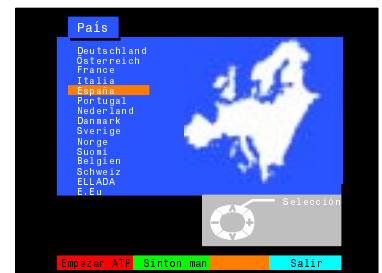 País
Deutschland
Österreich
France
Italia
España
Portugal
Nederland
Danmark
Sverige
Norge
Suomi
Belgien
Schweiz
ELLADA
E.Eu
Selección
Empezar ATP Sinton.man Salir